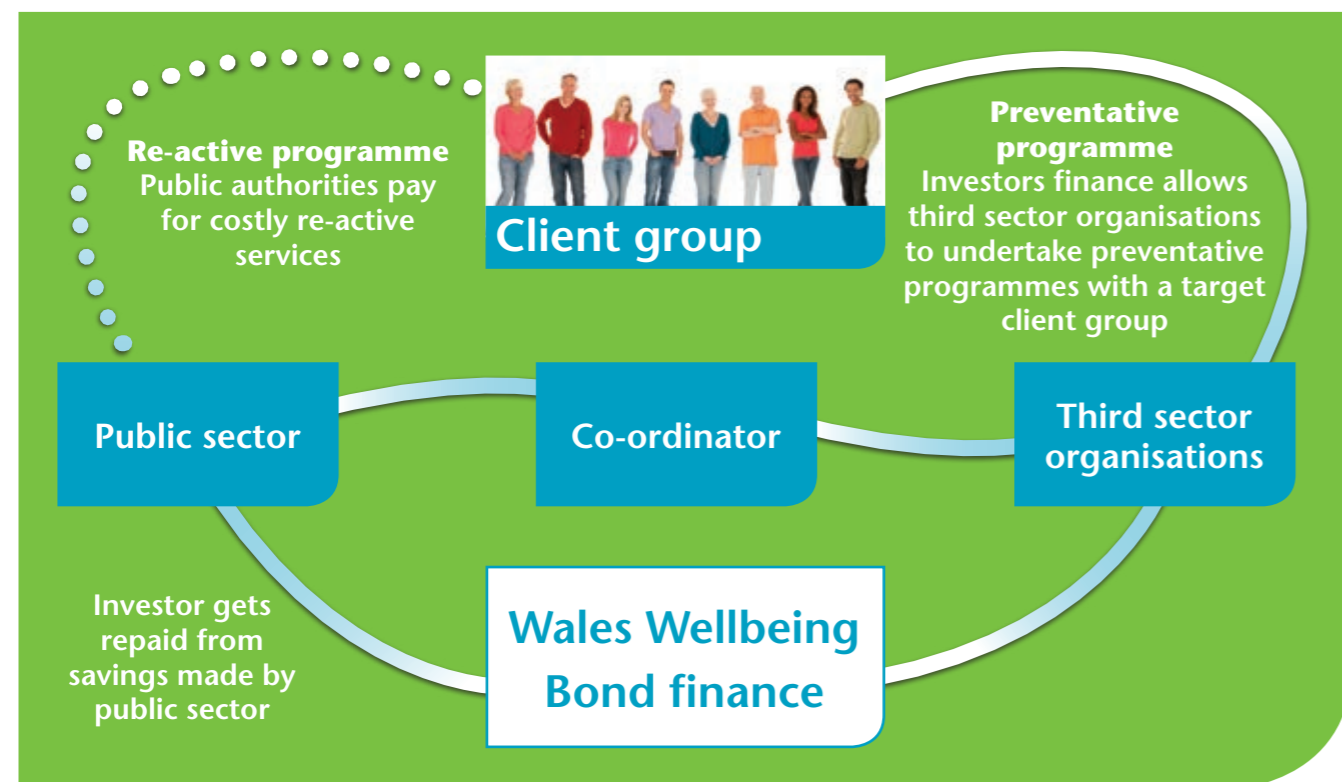 Re-active programme
Public authorities pay
for costly re-active
services
Client group
Preventative
programme
Investors finance allows
third sector organisations
to undertake preventative
programmes with a target
client group
Public sector
Co-ordinator
Third sector
organisations
Investor gets
repaid from
savings made by
public sector
Wales Wellbeing
Bond finance